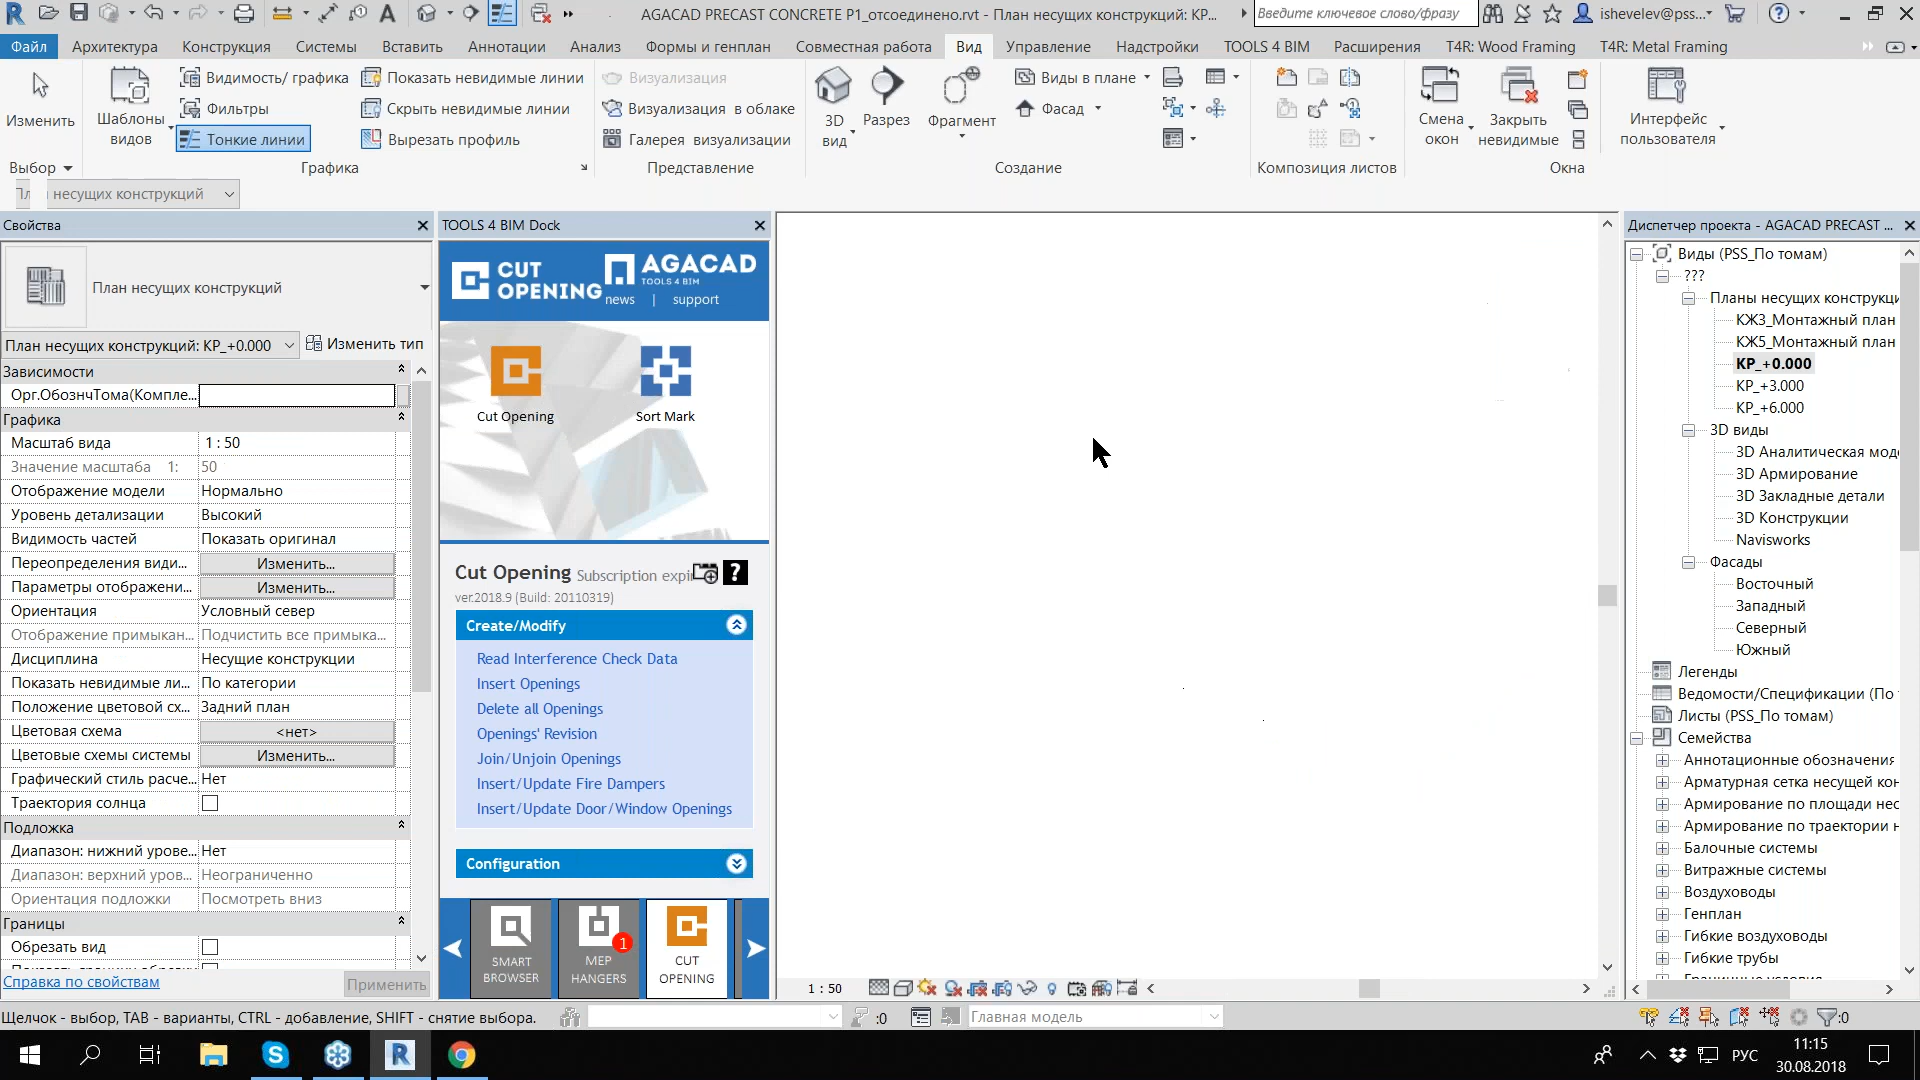 AGACAD PRECAST CONCRETE P1_отсоединено.rvt - План несущих конструкций: KP...
Введите ключевое слово/фразу
ishevelev@pss...
Файл
Архитектура
Конструкция
Системы
Вставить
Аннотации
Анализ
Формы и генплан
Совместная работа
Вид
Управление
Надстройки
TOOLS 4 BIM
Расширения
T4R: Wood Framing
T4R: Metal Framing
Изменить
Шаблоны
видов
Видимость/ графика
Фильтры
Тонкие линии
Показать невидимые линии
Скрыть невидимые линии
Вырезать профиль
Визуализация
Визуализация в облаке
Галерея визуализации
3D
вид
Разрез
Фрагмент
Виды в плане
Фасад
Смена
окон
Закрыть
невидимые
Интерфейс
пользователя
Выбор
Графика
Представление
Создание
Композиция листов
Окна
несущих конструкций
Свойства
План несущих конструкций
План несущих конструкций: KP_+0.000
Изменить тип
Зависимости
Орг.ОбознчТома(Компле...
Графика
Масштаб вида 1 : 50
Значение масштаба 1: 50
Отображение модели Нормально
Уровень детализации Высокий
Видимость частей Показать оригинал
Переопределения види... Изменить...
Параметры отображени... Изменить...
Ориентация Условный север
Отображение примыкан... Подчистить все примыка...
Дисциплина Несущие конструкции
Показать невидимые ли... По категории
Положение цветовой сх... Задний план
Цветовая схема <нет>
Цветовые схемы системы Изменить...
Графический стиль расче... Нет
Траектория солнца
Подложка
Диапазон: нижний урове... Нет
Диапазон: верхний уров... Неограниченно
Ориентация подложки Посмотреть вниз
Границы
Обрезать вид
Справка по свойствам
Применить
TOOLS 4 BIM Dock
CUT
OPENING
AGACAD
TOOLS 4 BIM
news | support
Cut Opening
Sort Mark
Cut Opening Subscription expi
?
ver.2018.9 (Build: 20110319)
Create/Modify
Read Interference Check Data
Insert Openings
Delete all Openings
Openings' Revision
Join/Unjoin Openings
Insert/Update Fire Dampers
Insert/Update Door/Window Openings
Configuration
SMART
BROWSER
1
MEP
HANGERS
CUT
OPENING
1 : 50
Диспетчер проекта - AGACAD PRECAST ...
Виды (PSS_По томам)
???
Планы несущих конструкци
КЖ3_Монтажный план
КЖ5_Монтажный план
KP_+0.000
KP_+3.000
KP_+6.000
3D виды
3D Аналитическая мод
3D Армирование
3D Закладные детали
3D Конструкции
Navisworks
Фасады
Восточный
Западный
Северный
Южный
Легенды
Ведомости/Спецификации (По
Листы (PSS_По томам)
Семейства
Аннотационные обозначения
Арматурная сетка несущей кон
Армирование по площади нес
Армирование по траектории н
Балочные системы
Витражные системы
Воздуховоды
Генплан
Гибкие воздуховоды
Гибкие трубы
Щелчок - выбор, TAB - варианты, CTRL - добавление, SHIFT - снятие выбора.
:0
Главная модель
:0
РУС
11:15
30.08.2018